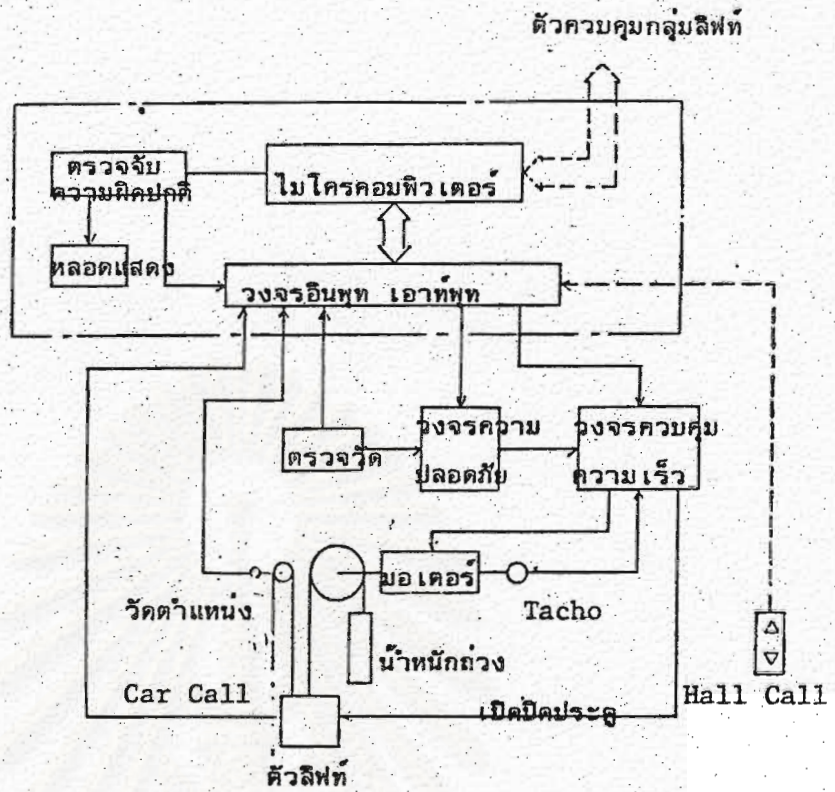 ตัวควบคุมกลุ่มลิฟท์
ตรวจจับ
ความผิดปกติ
ไมโครคอมพิวเตอร์
หลอดแสดง
วงจรอินพุท เอาท์พุท
ตรวจวัด
วงจรความ
ปลอดภัย
วงจรควบคุม
ความเร็ว
มอเตอร์
วัดตำแหน่ง
Tacho
น้ำหนักถ่วง
Car Call
เปิดปิดประตู
Hall Call
ตัวลิฟท์